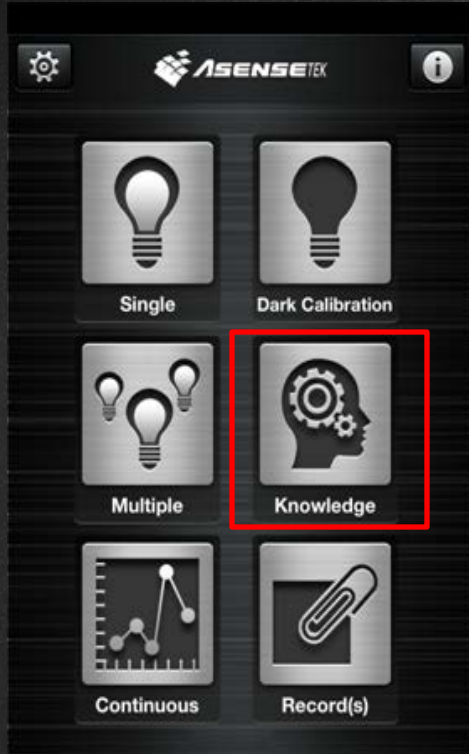 ASENSETEK
Single
Dark Calibration
Multiple
Knowledge
Continuous
Record(s)